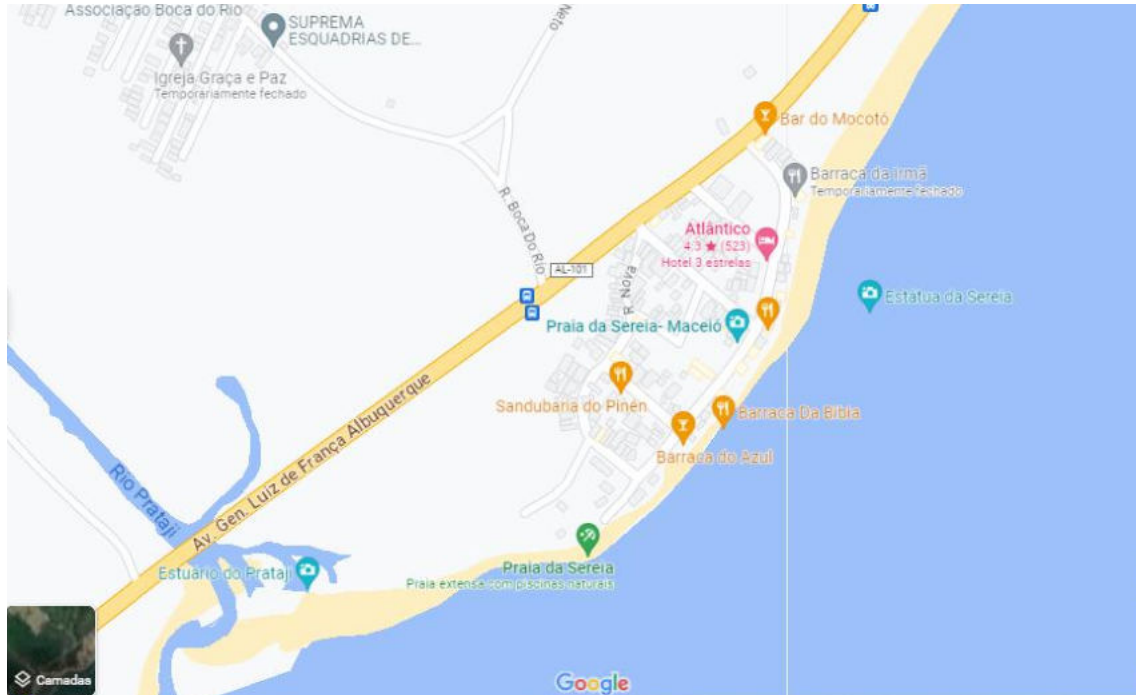 Associação Boca do Rio
SUPREMA
ESQUADRIAS DE...
Igreja Graça e Paz
Temporariamente fechado
Neto
Bar do Mocotó
Barraca da Irmã
Temporariamente fechado
R. Boca Do Rio
Atlântico
4.3 ★ (523)
Hotel 3 estrelas
AL-101
R. Nova
Estátua da Sereia
Praia da Sereia- Maceió
Sandubaria do Pinén
Barraca Da Bíblia
Barraca do Azul
Av. Gen. Luiz de França Albuquerque
Rio Prataji
Estuário do Prataji
Praia da Sereia
Praia extensa com piscinas naturais
Camadas
Google